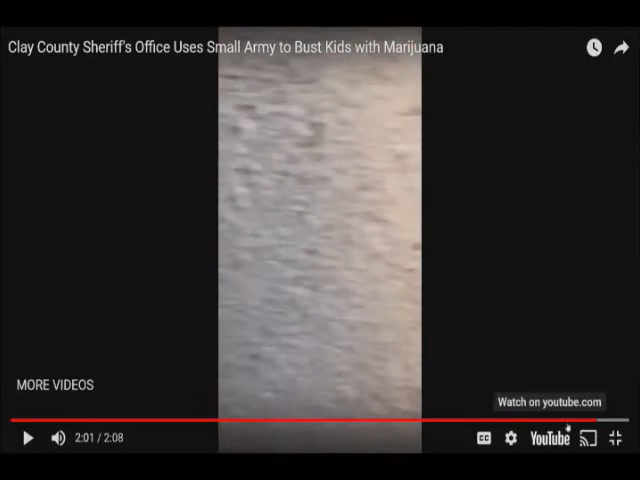 Clay County Sheriff's Office Uses Small Army to Bust Kids with Marijuana
MORE VIDEOS
Watch on youtube.com
2:01 / 2:08
CC
YouTube